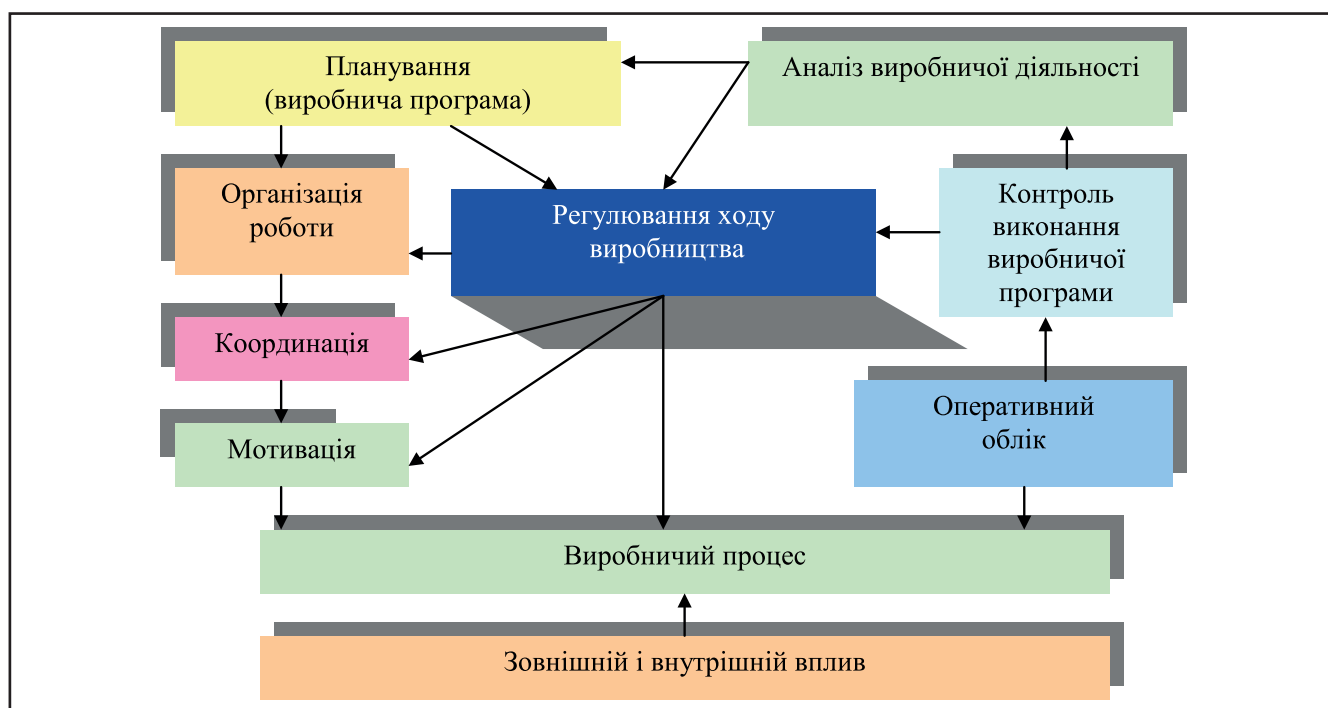 Планування
(виробнича програма)
Аналіз виробничої діяльності
Організація
роботи
Регулювання ходу
виробництва
Контроль
виконання
виробничої
програми
Координація
Оперативний
облік
Мотивація
Виробничий процес
Зовнішній і внутрішній вплив